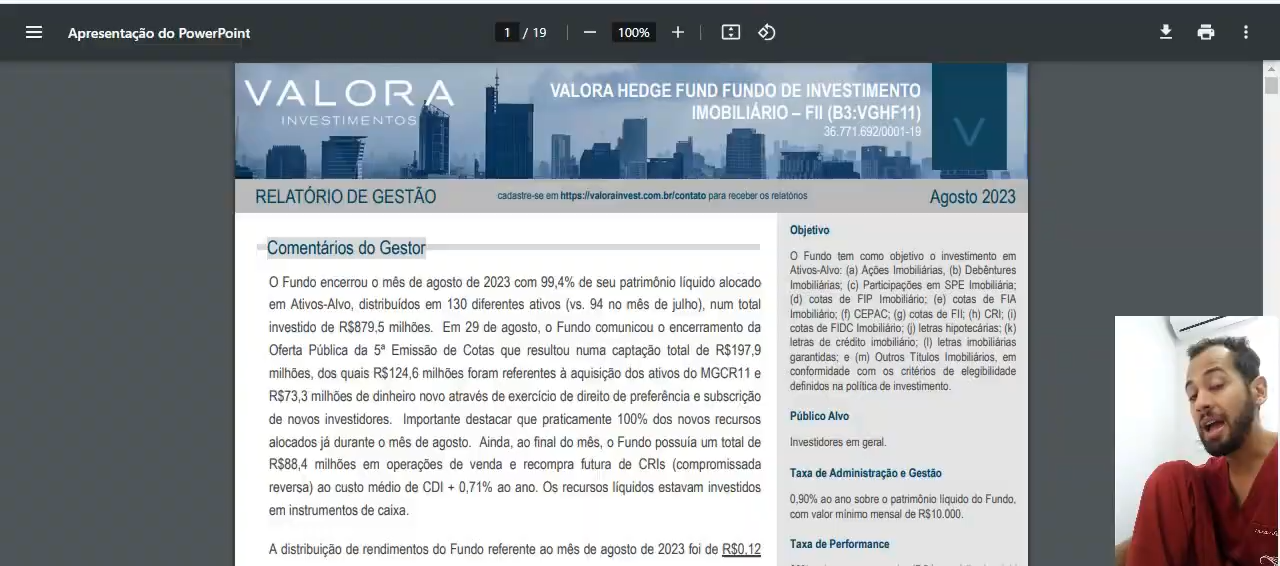 Apresentação do PowerPoint
1 / 19
100%
VALORA
INVESTIMENTOS
VALORA HEDGE FUND FUNDO DE INVESTIMENTO
IMOBILIÁRIO – FII (B3:VGHF11)
36.771.692/0001-19
V
RELATÓRIO DE GESTÃO
cadastre-se em https://valorainvest.com.br/contato para receber os relatórios
Agosto 2023
Comentários do Gestor
O Fundo encerrou o mês de agosto de 2023 com 99,4% de seu patrimônio líquido alocado
em Ativos-Alvo, distribuídos em 130 diferentes ativos (vs. 94 no mês de julho), num total
investido de R$879,5 milhões. Em 29 de agosto, o Fundo comunicou o encerramento da
Oferta Pública da 5ª Emissão de Cotas que resultou numa captação total de R$197,9
milhões, dos quais R$124,6 milhões foram referentes à aquisição dos ativos do MGCR11 e
R$73,3 milhões de dinheiro novo através de exercício de direito de preferência e subscrição
de novos investidores. Importante destacar que praticamente 100% dos novos recursos
alocados já durante o mês de agosto. Ainda, ao final do mês, o Fundo possuía um total de
R$88,4 milhões em operações de venda e recompra futura de CRIs (compromissada
reversa) ao custo médio de CDI + 0,71% ao ano. Os recursos líquidos estavam investidos
em instrumentos de caixa.
A distribuição de rendimentos do Fundo referente ao mês de agosto de 2023 foi de R$0,12
Objetivo
O Fundo tem como objetivo o investimento em
Ativos-Alvo: (a) Ações Imobiliárias, (b) Debêntures
Imobiliárias; (c) Participações em SPE Imobiliária;
(d) cotas de FIP Imobiliário; (e) cotas de FIA
Imobiliário; (f) CEPAC; (g) cotas de FII; (h) CRI; (i)
cotas de FIDC Imobiliário; (j) letras hipotecárias; (k)
letras de crédito imobiliário; (l) letras imobiliárias
garantidas; e (m) Outros Títulos Imobiliários, em
conformidade com os critérios de elegibilidade
definidos na política de investimento.
Público Alvo
Investidores em geral.
Taxa de Administração e Gestão
0,90% ao ano sobre o patrimônio líquido do Fundo,
com valor mínimo mensal de R$10.000.
Taxa de Performance